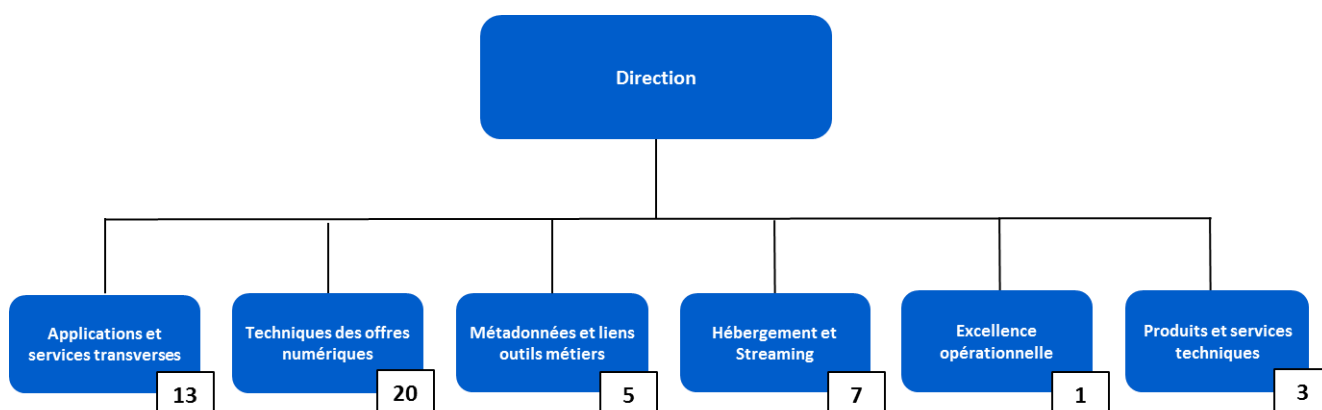 Direction
Applications et
services transverses
13
Techniques des offres
numériques
20
Métadonnées et liens
outils métiers
5
Hébergement et
Streaming
7
Excellence
opérationnelle
1
Produits et services
techniques
3